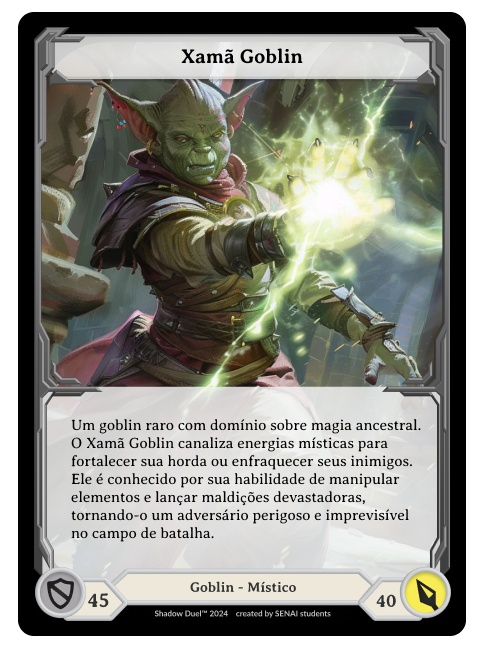 Xamã Goblin
Um goblin raro com domínio sobre magia ancestral.
O Xamã Goblin canaliza energias místicas para
fortalecer sua horda ou enfraquecer seus inimigos.
Ele é conhecido por sua habilidade de manipular
elementos e lançar maldições devastadoras,
tornando-o um adversário perigoso e imprevisível
no campo de batalha.
Goblin - Místico
45
40
Shadow Duel™ 2024 created by SENAI students